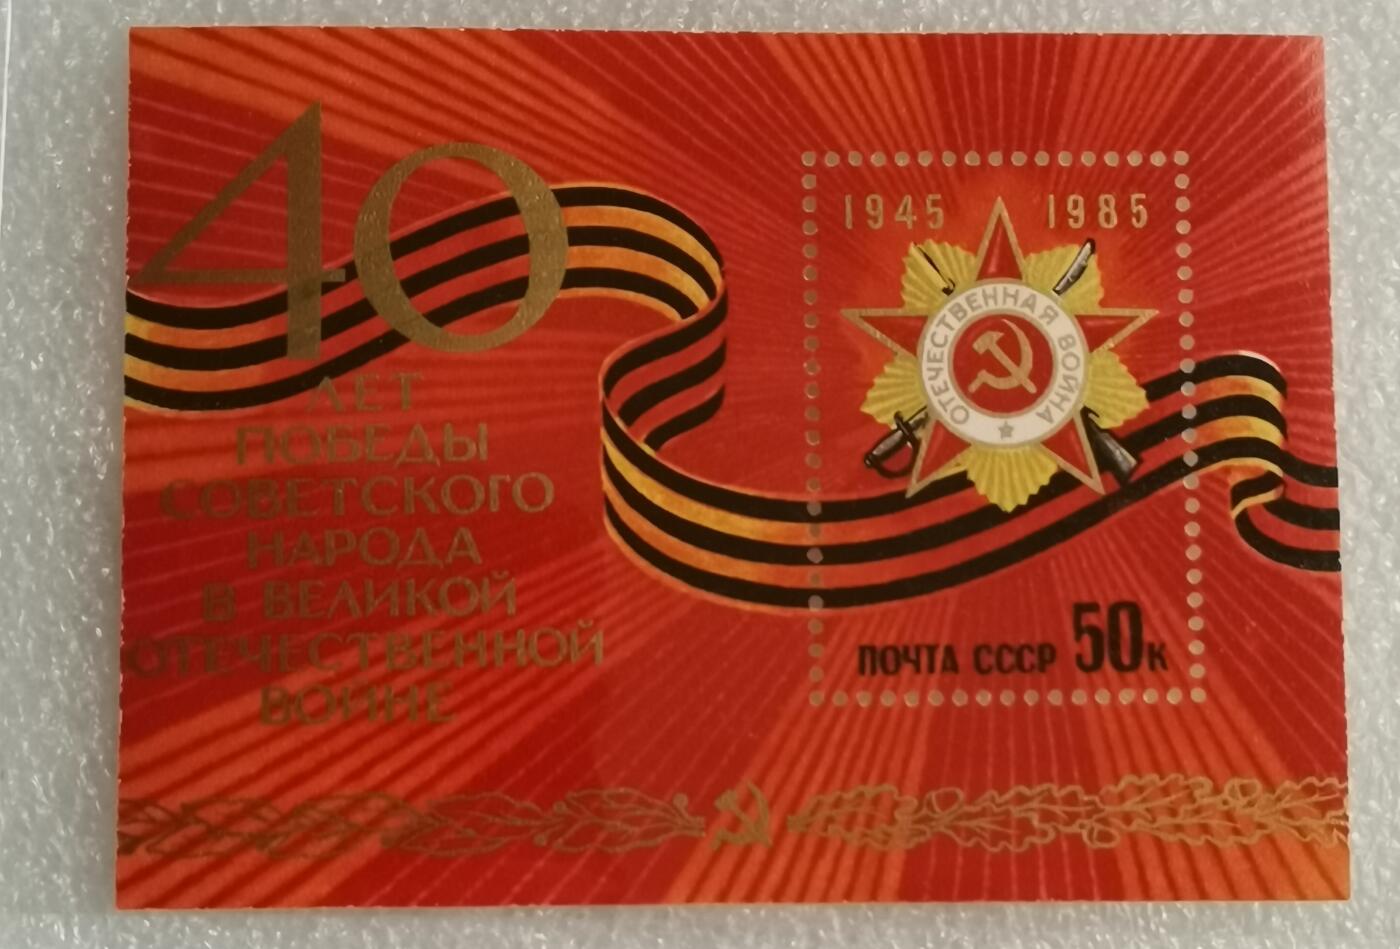 40
ЛЕТ
ПОБЕДЫ
СОВЕТСКОГО
НАРОДА
В ВЕЛИКОЙ
ОТЕЧЕСТВЕННОЙ
ВОЙНЕ
1945 1985
ОТЕЧЕСТВЕННАЯ ВОЙНА
ПОЧТА СССР 50К